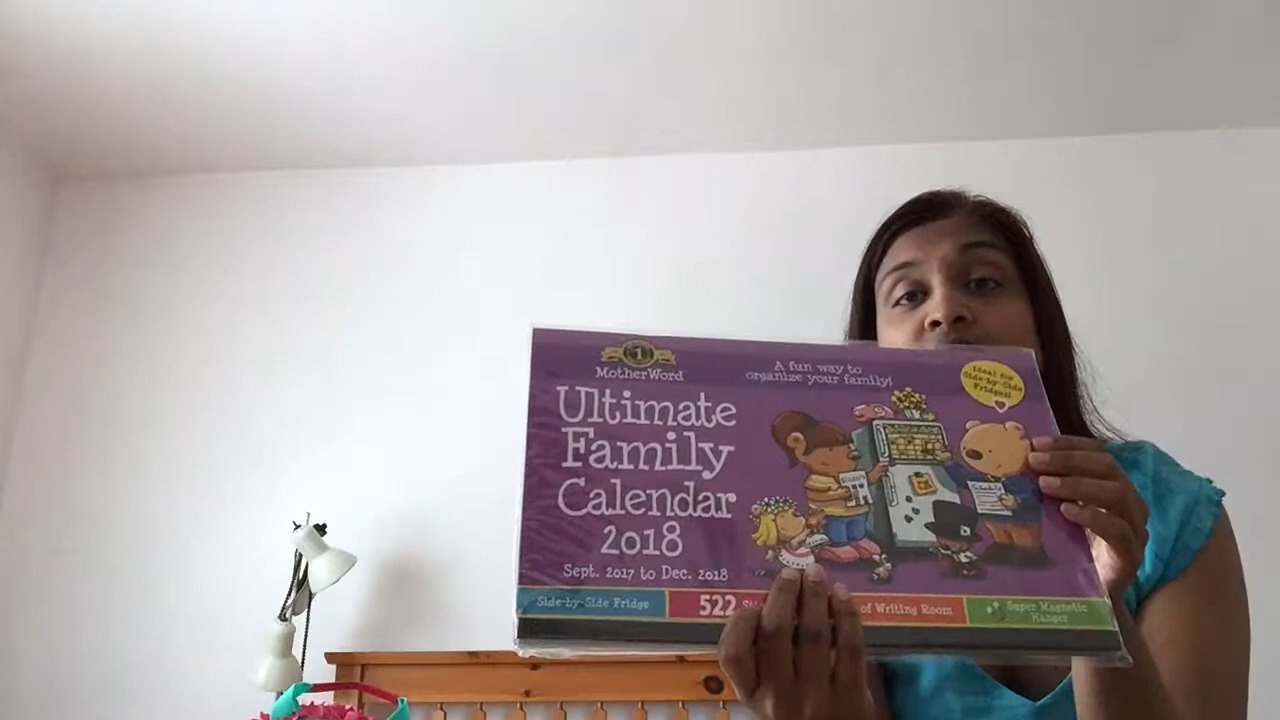 1
MotherWord
A fun way to
organize your family!
Ideal for
Side-by-Side
Fridges!
Ultimate
Family
Calendar
2018
Sept. 2017 to Dec. 2018
Schedule
Side-by-Side Fridge
522
of Writing Room
Super Magnetic
Hanger